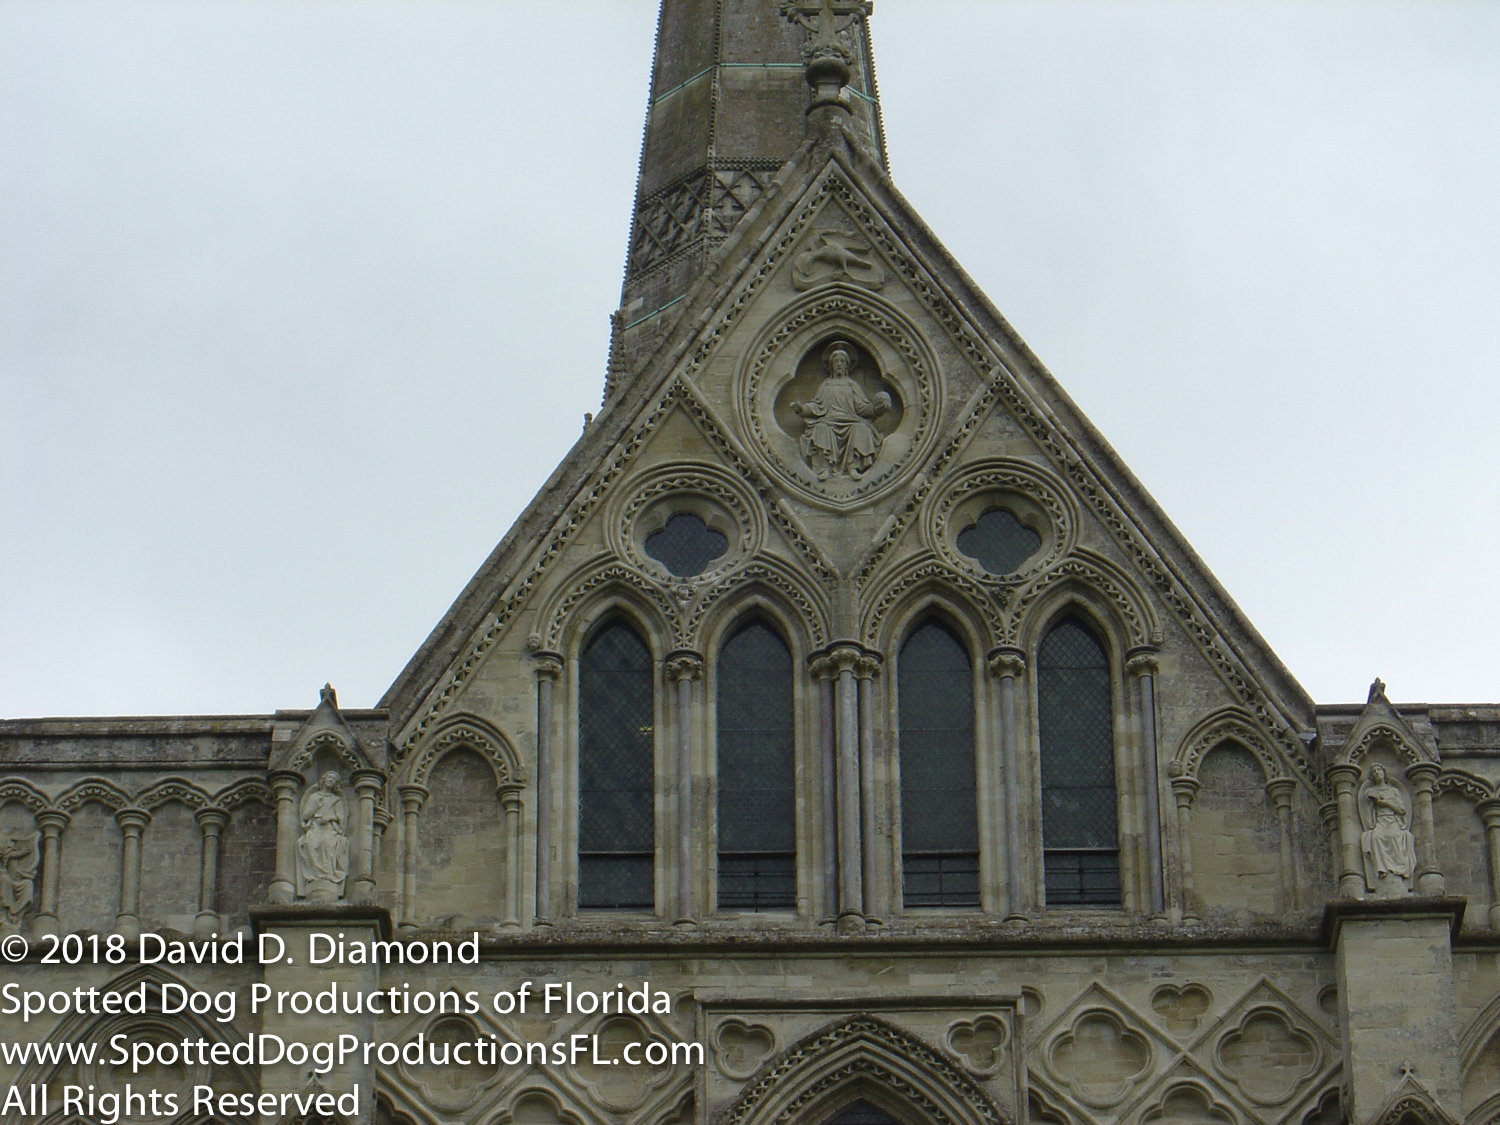 © 2018 David D. Diamond
Spotted Dog Productions of Florida
www.SpottedDogProductionsFL.com
All Rights Reserved